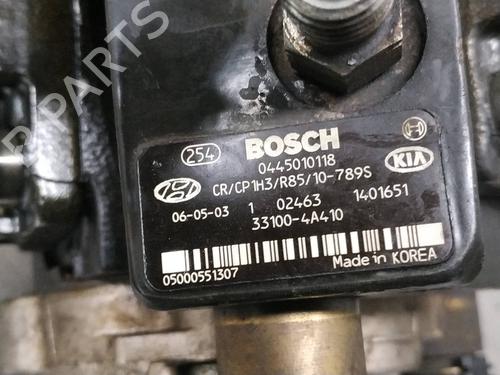 254 BOSCH
0445010118
CR/CP1H3/R85/10-789S KIA
06-05-03 1 02463 1401651
33100-4A410
05000551307 Made in KOREA
B-PARTS